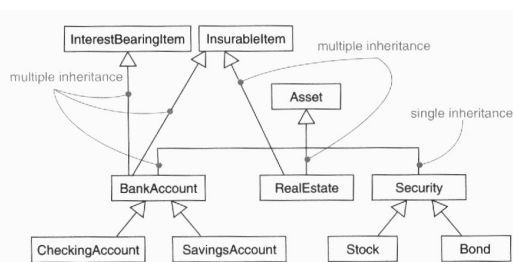 InterestBearingItem
InsurableItem
multiple inheritance
multiple inheritance
Asset
single inheritance
BankAccount
RealEstate
Security
CheckingAccount
SavingsAccount
Stock
Bond